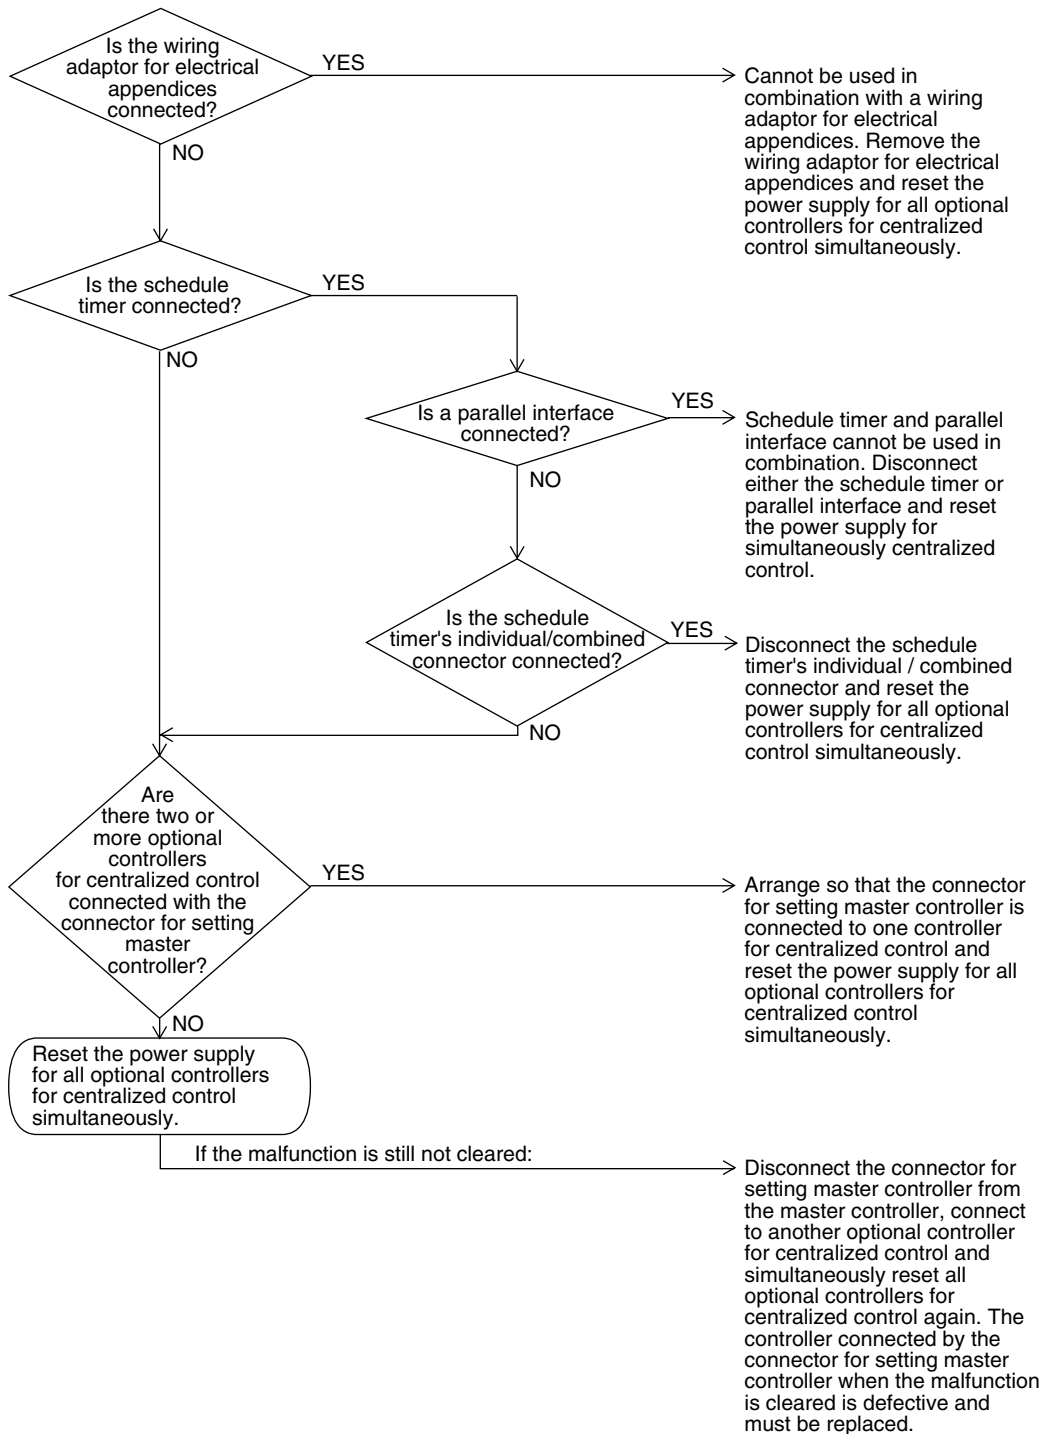 Is the wiring
adaptor for electrical
appendices
connected?
YES
NO
Cannot be used in
combination with a wiring
adaptor for electrical
appendices. Remove the
wiring adaptor for electrical
appendices and reset the
power supply for all optional
controllers for centralized
control simultaneously.
Is the schedule
timer connected?
YES
NO
Is a parallel interface
connected?
YES
NO
Schedule timer and parallel
interface cannot be used in
combination. Disconnect
either the schedule timer or
parallel interface and reset
the power supply for
simultaneously centralized
control.
Is the schedule
timer's individual/combined
connector connected?
YES
NO
Disconnect the schedule
timer's individual / combined
connector and reset the
power supply for all optional
controllers for centralized
control simultaneously.
Are
there two or
more optional
controllers
for centralized control
connected with the
connector for setting
master
controller?
YES
NO
Arrange so that the connector
for setting master controller is
connected to one controller
for centralized control and
reset the power supply for all
optional controllers for
centralized control
simultaneously.
Reset the power supply
for all optional controllers
for centralized control
simultaneously.
If the malfunction is still not cleared:
Disconnect the connector for
setting master controller from
the master controller, connect
to another optional controller
for centralized control and
simultaneously reset all
optional controllers for
centralized control again. The
controller connected by the
connector for setting master
controller when the malfunction
is cleared is defective and
must be replaced.